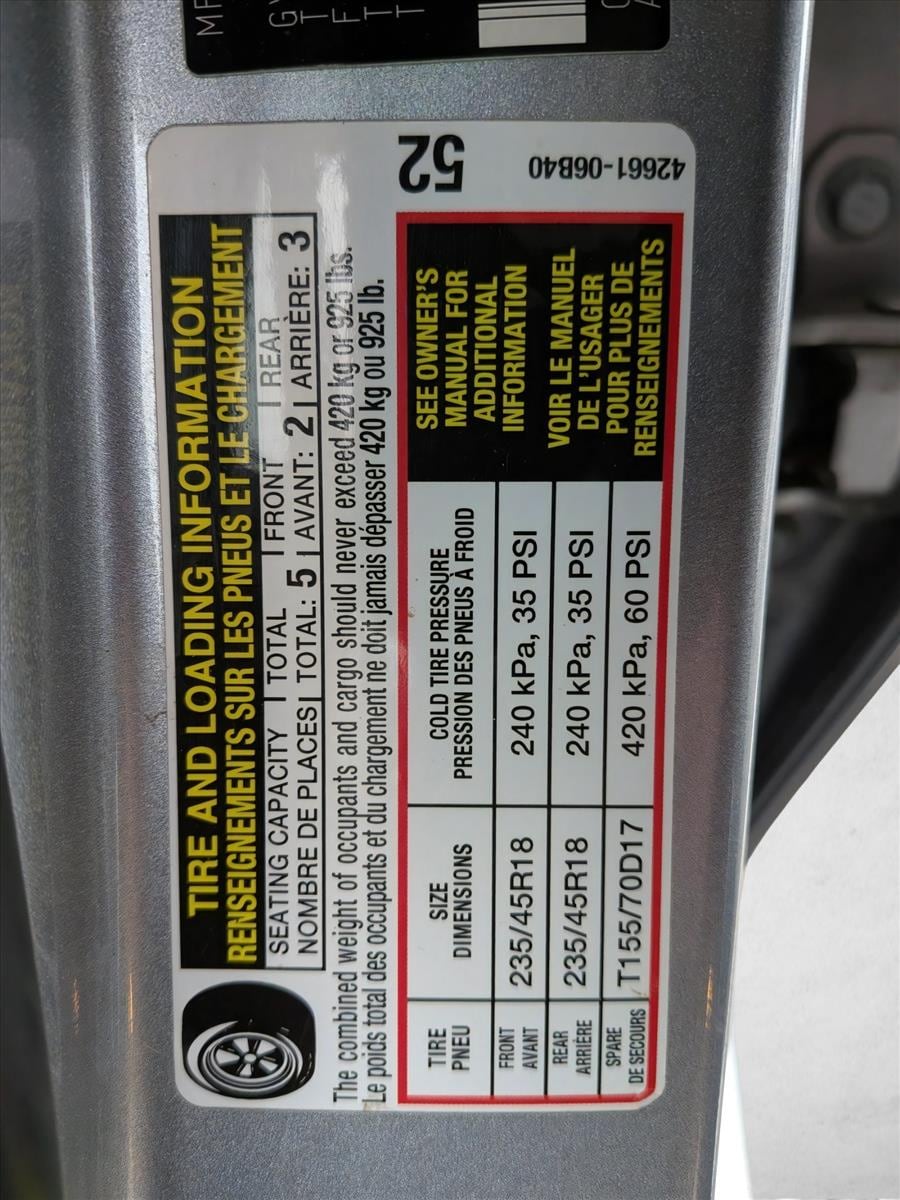 TIRE AND LOADING INFORMATION
RENSEIGNEMENTS SUR LES PNEUS ET LE CHARGEMENT
SEATING CAPACITY | TOTAL | FRONT | REAR
NOMBRE DE PLACES | TOTAL: 5 | AVANT: 2 | ARRIÈRE: 3
The combined weight of occupants and cargo should never exceed 420 kg or 925 lbs.
Le poids total des occupants et du chargement ne doit jamais dépasser 420 kg ou 925 lb.
TIRE
PNEU
SIZE
DIMENSIONS
COLD TIRE PRESSURE
PRESSION DES PNEUS À FROID
FRONT
AVANT
235/45R18
240 kPa, 35 PSI
REAR
ARRIÈRE
235/45R18
240 kPa, 35 PSI
SPARE
DE SECOURS
T155/70D17
420 kPa, 60 PSI
SEE OWNER'S
MANUAL FOR
ADDITIONAL
INFORMATION
VOIR LE MANUEL
DE L'USAGER
POUR PLUS DE
RENSEIGNEMENTS
52
42661-06B40